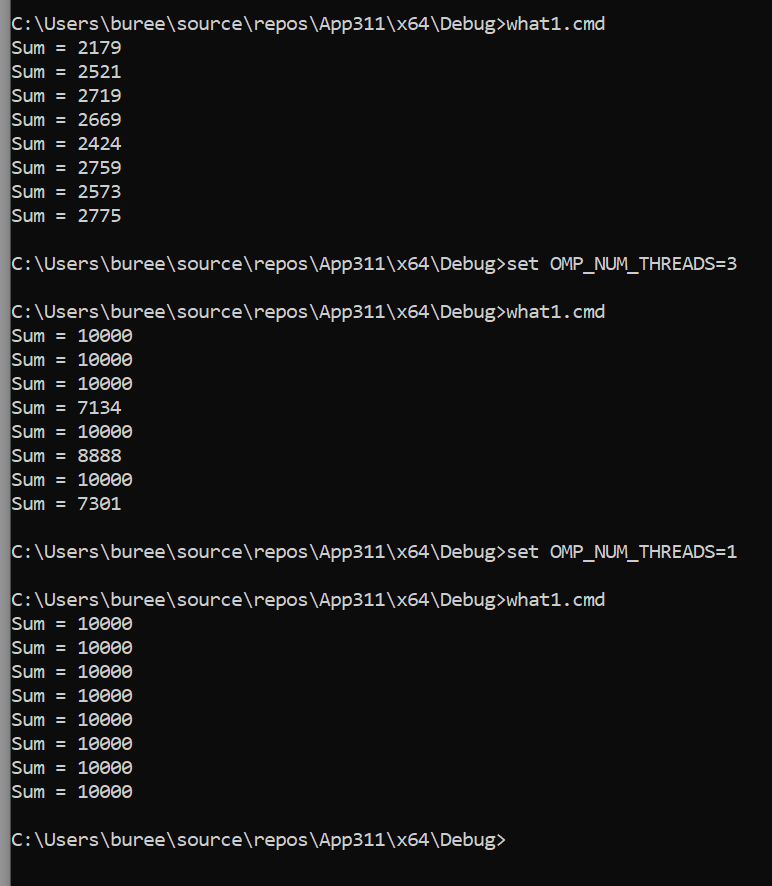 C:\Users\buree\source\repos\App311\x64\Debug>what1.cmd
Sum = 2179
Sum = 2521
Sum = 2719
Sum = 2669
Sum = 2424
Sum = 2759
Sum = 2573
Sum = 2775
C:\Users\buree\source\repos\App311\x64\Debug>set OMP_NUM_THREADS=3
C:\Users\buree\source\repos\App311\x64\Debug>what1.cmd
Sum = 10000
Sum = 10000
Sum = 10000
Sum = 7134
Sum = 10000
Sum = 8888
Sum = 10000
Sum = 7301
C:\Users\buree\source\repos\App311\x64\Debug>set OMP_NUM_THREADS=1
C:\Users\buree\source\repos\App311\x64\Debug>what1.cmd
Sum = 10000
Sum = 10000
Sum = 10000
Sum = 10000
Sum = 10000
Sum = 10000
Sum = 10000
Sum = 10000
C:\Users\buree\source\repos\App311\x64\Debug>